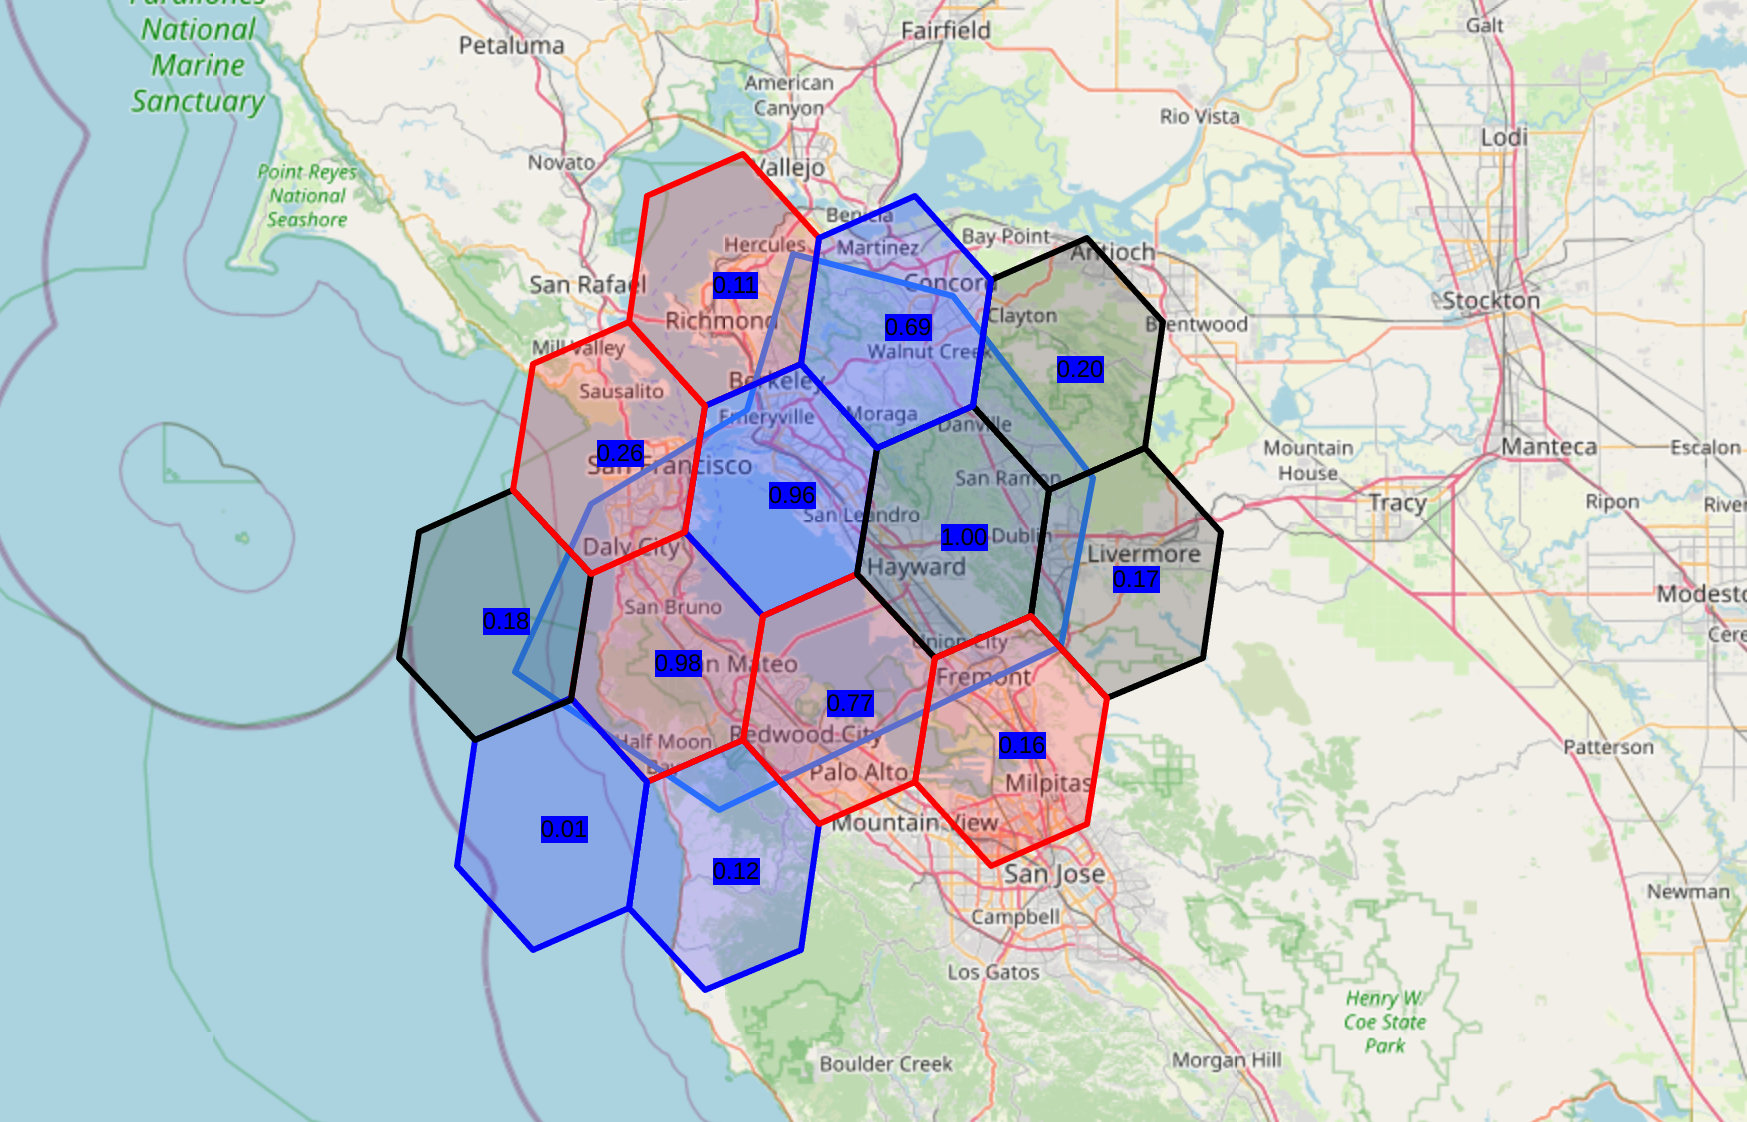 Farallones
National
Marine
Sanctuary
Petaluma
Fairfield
Galt
American
Canyon
Rio Vista
Lodi
Novato
Vallejo
Point Reyes
National
Seashore
Benicia
Hercules
Martinez
Bay Point
Antioch
San Rafael
0.11
Concord
Stockton
Richmond
0.69
Clayton
Brentwood
Mill Valley
Walnut Creek
0.20
Sausalito
Berkeley
Emeryville
Moraga
Danville
0.26
San Francisco
Mountain
House
Manteca
Escalon
San Ramon
0.96
Tracy
Ripon
River
San Leandro
Daly City
1.00
Dublin
Livermore
Hayward
0.17
Modesto
San Bruno
0.18
Union City
Ceres
0.98
San Mateo
Fremont
0.77
Redwood City
Half Moon
Bay
0.16
Patterson
Palo Alto
Milpitas
0.01
Mountain View
0.12
San Jose
Newman
Campbell
Los Gatos
Henry W.
Coe State
Park
Boulder Creek
Morgan Hill